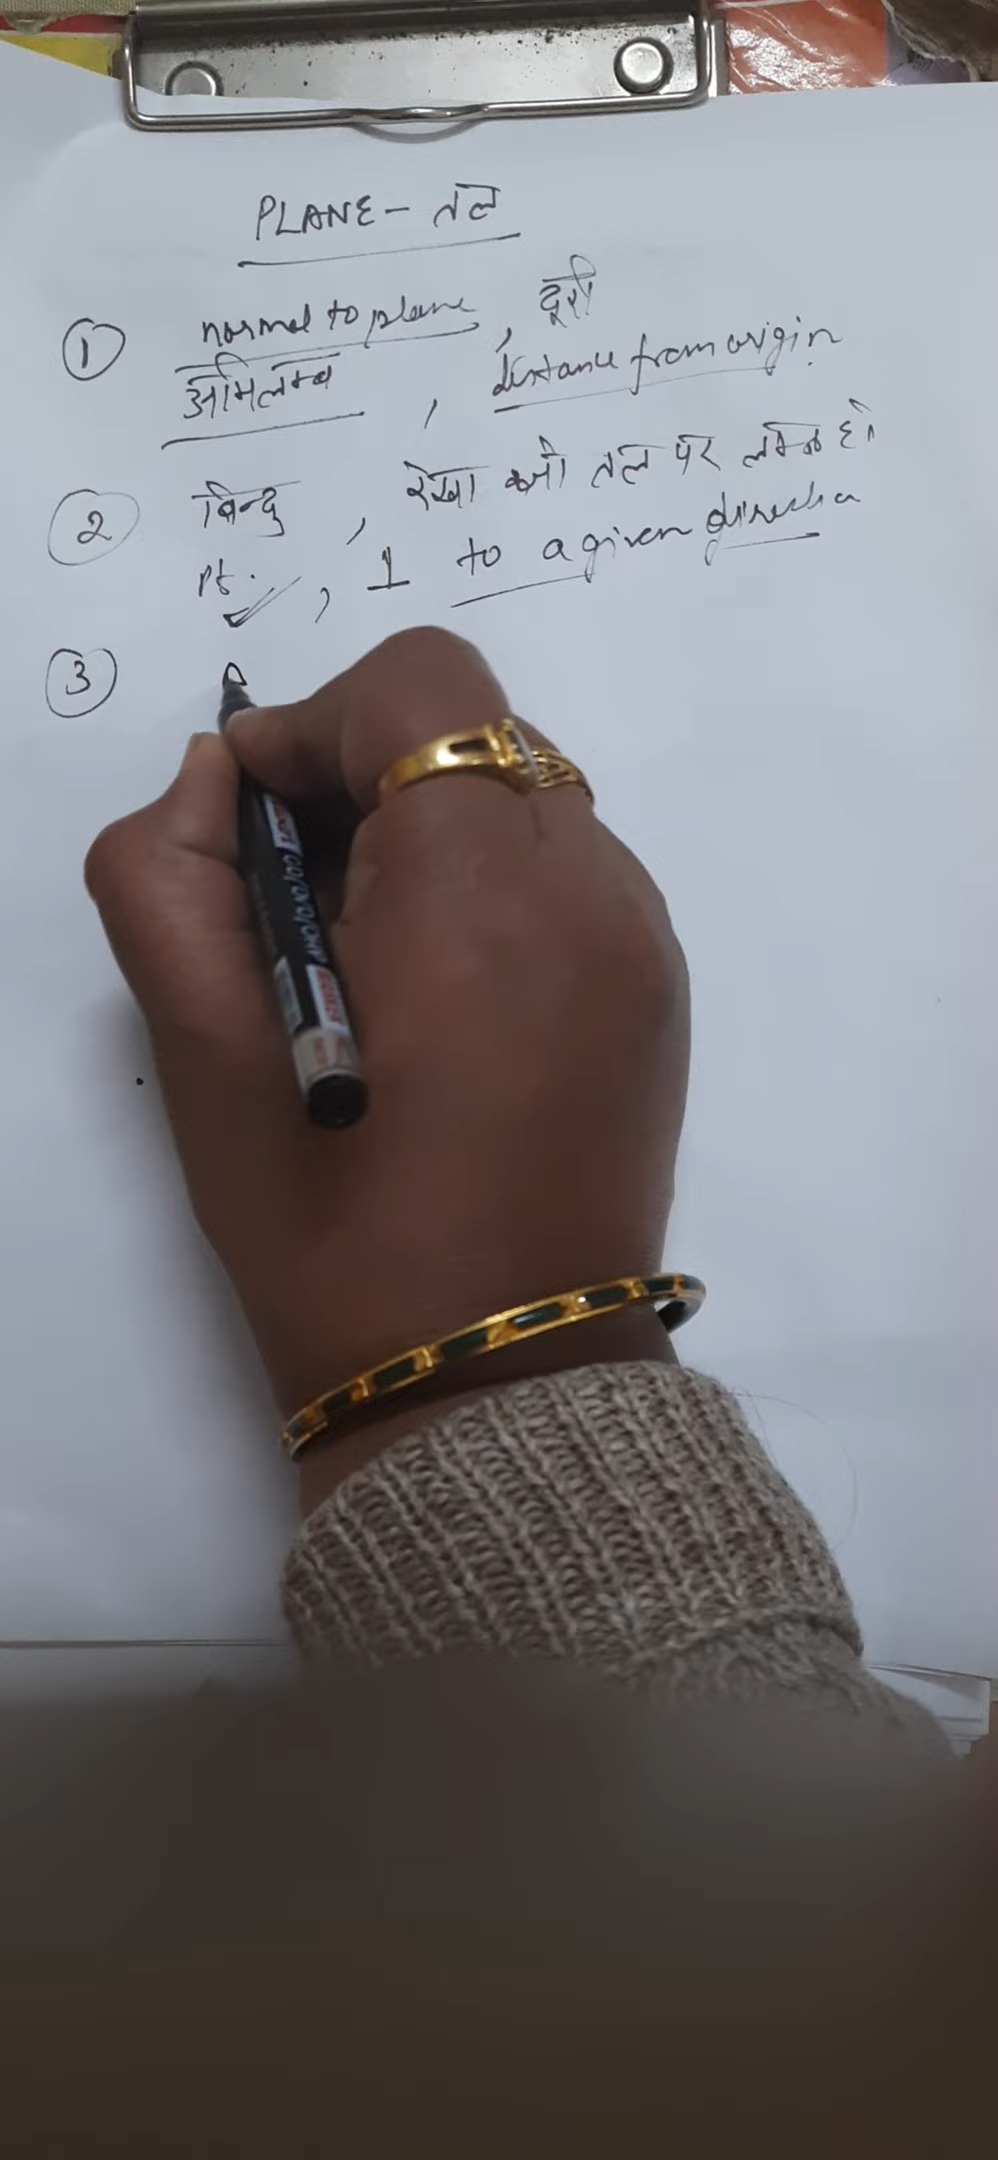 PLANE - तल
① normal to plane, दूरी
अभिलम्ब, distance from origin
② बिन्दु, रेखा जो तल पर लम्ब हो
Pt. ✓, ⊥ to a given direction
③